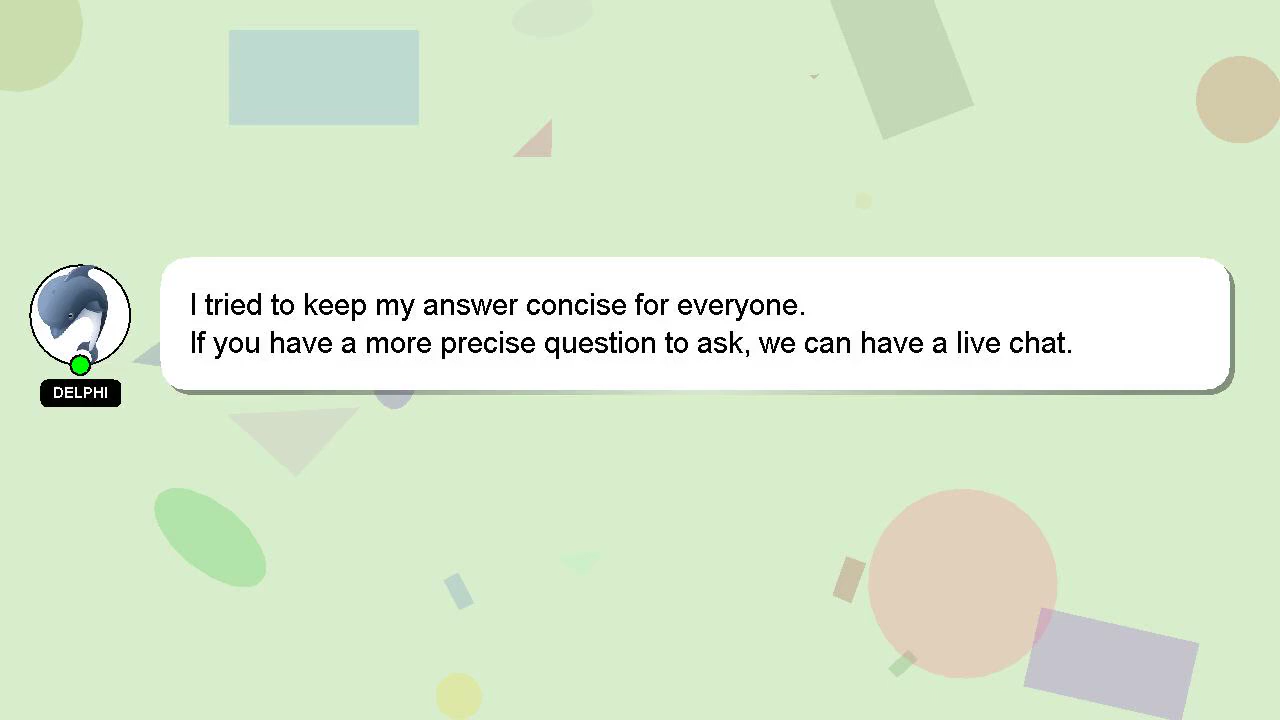 I tried to keep my answer concise for everyone.
If you have a more precise question to ask, we can have a live chat.
DELPHI